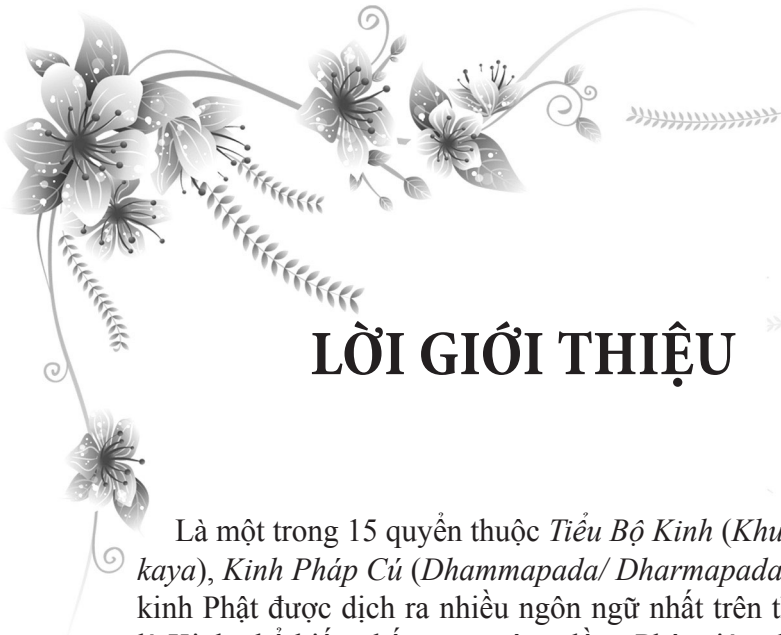 LỜI GIỚI THIỆU
Là một trong 15 quyển thuộc Tiểu Bộ Kinh (Khu
kaya), Kinh Pháp Cú (Dhammapada/ Dharmapada
kinh Phật được dịch ra nhiều ngôn ngữ nhất trên